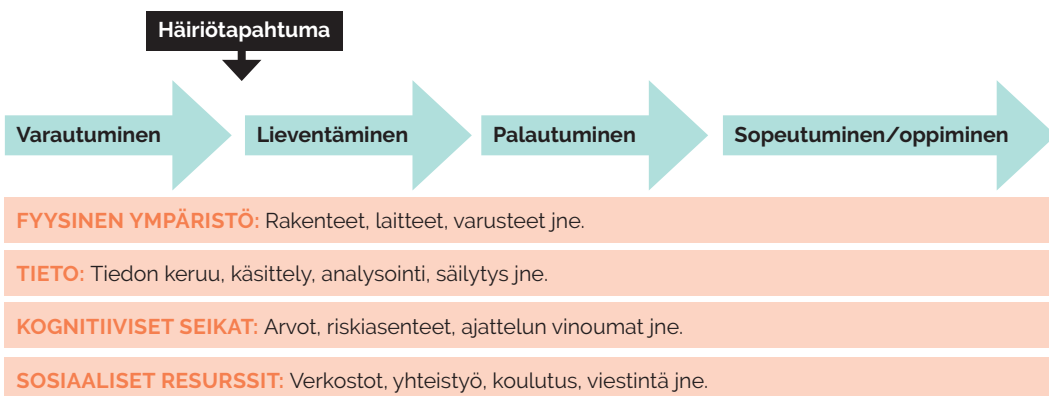 Häiriötapahtuma
Varautuminen
Lieventäminen
Palautuminen
Sopeutuminen/oppiminen
FYYSINEN YMPÄRISTÖ: Rakenteet, laitteet, varusteet jne.
TIETO: Tiedon keruu, käsittely, analysointi, säilytys jne.
KOGNITIIVISET SEIKAT: Arvot, riskiasenteet, ajattelun vinoumat jne.
SOSIAALISET RESURSSIT: Verkostot, yhteistyö, koulutus, viestintä jne.